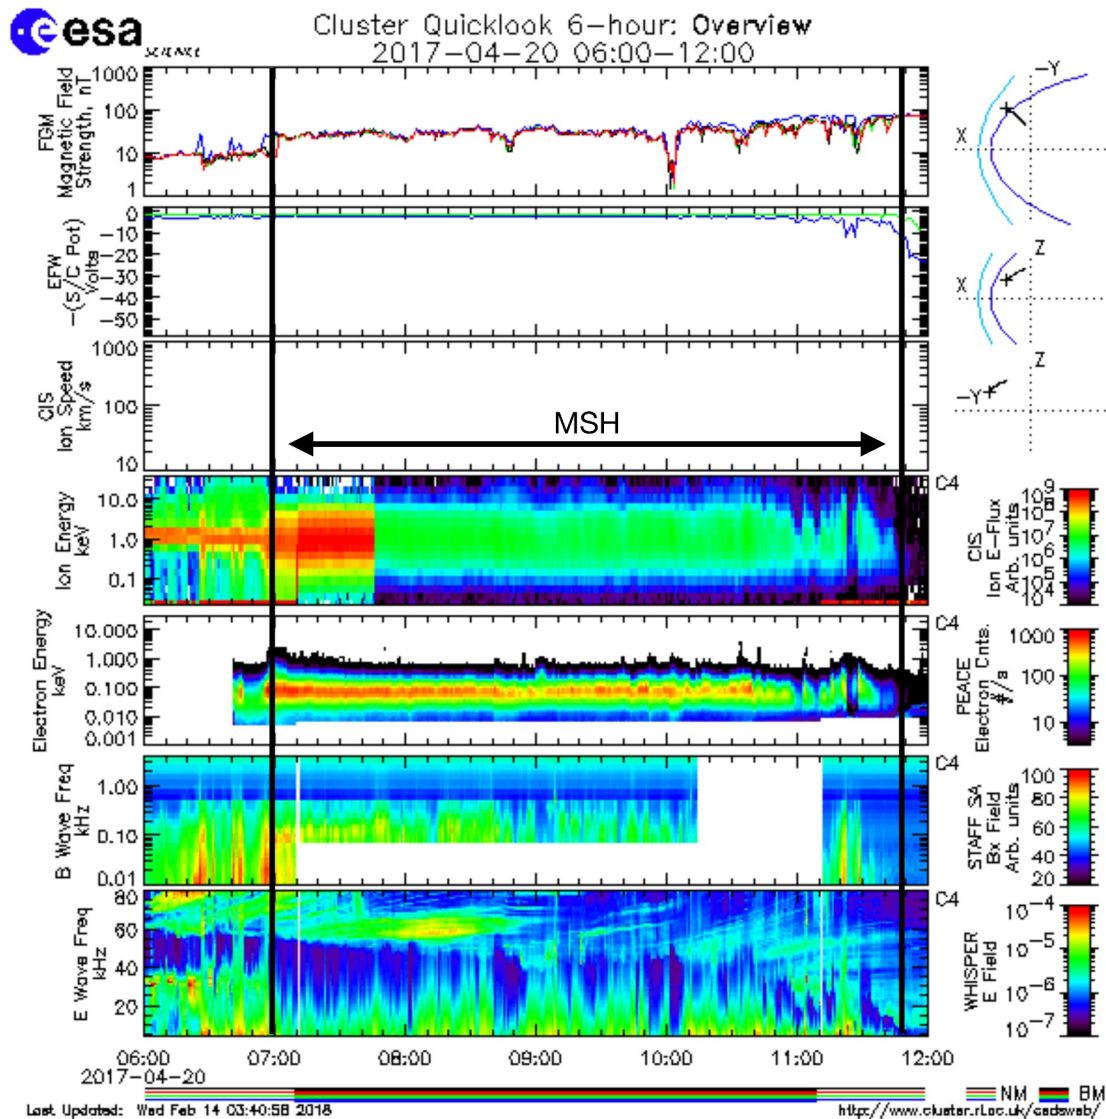 esa
SCIENCE
Cluster Quicklook 6-hour: Overview
2017-04-20 06:00-12:00
FGM
Magnetic Field
Strength, nT
1000
100
10
1
-Y
X
EFW
-(S/C Pot)
Volts
0
-10
-20
-30
-40
-50
Z
X
CIS
Ion Speed
km/s
1000
100
10
MSH
Z
-Y
Ion Energy
keV
10.0
1.0
0.1
C4
CIS
Ion E-Flux
Arb. units
10^9
10^8
10^7
10^6
10^5
10^4
Electron Energy
keV
10.000
1.000
0.100
0.010
0.001
C4
PEACE
Electron Cnts.
#/s
1000
100
10
B Wave Freq
kHz
1.00
0.10
0.01
C4
STAFF SA
Bx Field
Arb. units
100
80
60
40
20
E Wave Freq
kHz
80
60
40
20
C4
WHISPER
E Field
10^-4
10^-5
10^-6
10^-7
06:00 07:00 08:00 09:00 10:00 11:00 12:00
2017-04-20
NM BM
Last Updated: Wed Feb 14 03:40:58 2018
http://www.cluster.rl.ac.uk/csdsweb/